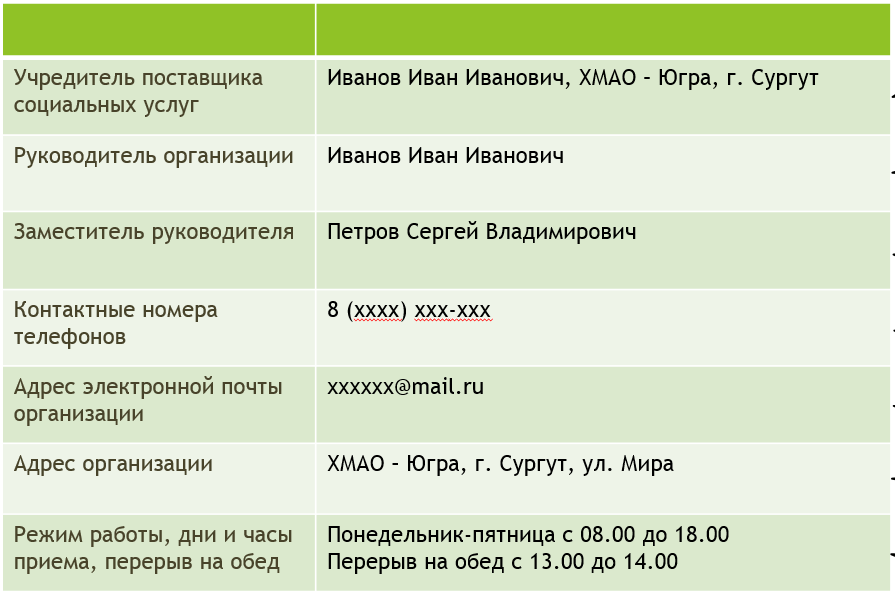 Учредитель поставщика
социальных услуг
Иванов Иван Иванович, ХМАО – Югра, г. Сургут
Руководитель организации
Иванов Иван Иванович
Заместитель руководителя
Петров Сергей Владимирович
Контактные номера
телефонов
8 (хххх) ххх-ххх
Адрес электронной почты
организации
хххххх@mail.ru
Адрес организации
ХМАО – Югра, г. Сургут, ул. Мира
Режим работы, дни и часы
приема, перерыв на обед
Понедельник-пятница с 08.00 до 18.00
Перерыв на обед с 13.00 до 14.00